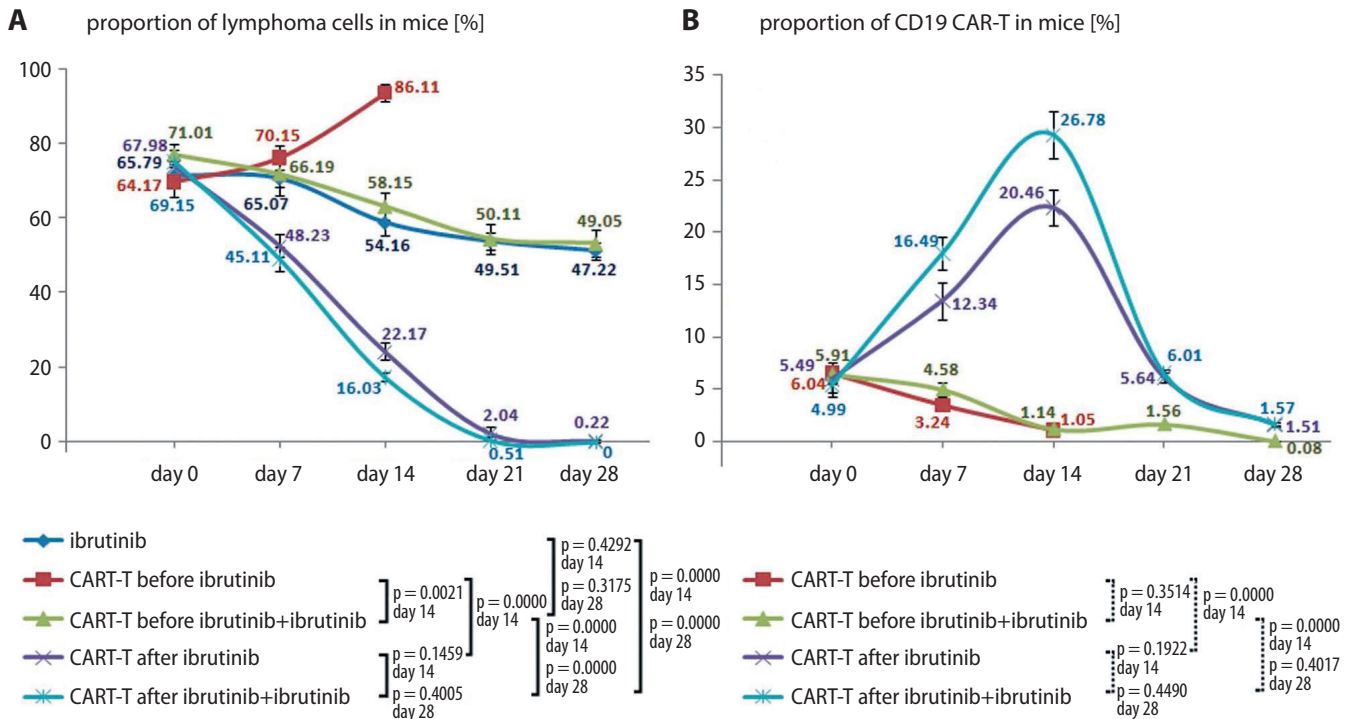 A proportion of lymphoma cells in mice [%]
100
80
60
40
20
0
67.98
71.01
65.79
64.17
69.15
70.15
66.19
65.07
48.23
45.11
86.11
58.15
54.16
22.17
16.03
50.11
49.51
2.04
0.51
49.05
47.22
0.22
0
day 0 day 7 day 14 day 21 day 28
B proportion of CD19 CAR-T in mice [%]
35
30
25
20
15
10
5
0
5.49
5.91
6.04
4.99
16.49
12.34
4.58
3.24
26.78
20.46
1.14
1.05
6.01
5.64
1.56
1.57
1.51
0.08
day 0 day 7 day 14 day 21 day 28
ibrutinib
CART-T before ibrutinib
CART-T before ibrutinib+ibrutinib
CART-T after ibrutinib
CART-T after ibrutinib+ibrutinib
p = 0.0021
day 14
p = 0.1459
day 14
p = 0.4005
day 28
p = 0.0000
day 14
p = 0.4292
day 14
p = 0.3175
day 28
p = 0.0000
day 14
p = 0.0000
day 28
p = 0.0000
day 14
p = 0.0000
day 28
CART-T before ibrutinib
CART-T before ibrutinib+ibrutinib
CART-T after ibrutinib
CART-T after ibrutinib+ibrutinib
p = 0.3514
day 14
p = 0.1922
day 14
p = 0.4490
day 28
p = 0.0000
day 14
p = 0.0000
day 14
p = 0.4017
day 28